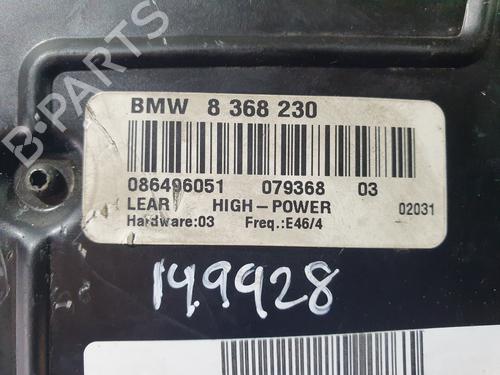 B-PARTS
BMW 8 368 230
086496051 079368 03
LEAR HIGH-POWER 02031
Hardware:03 Freq.:E46/4
149928